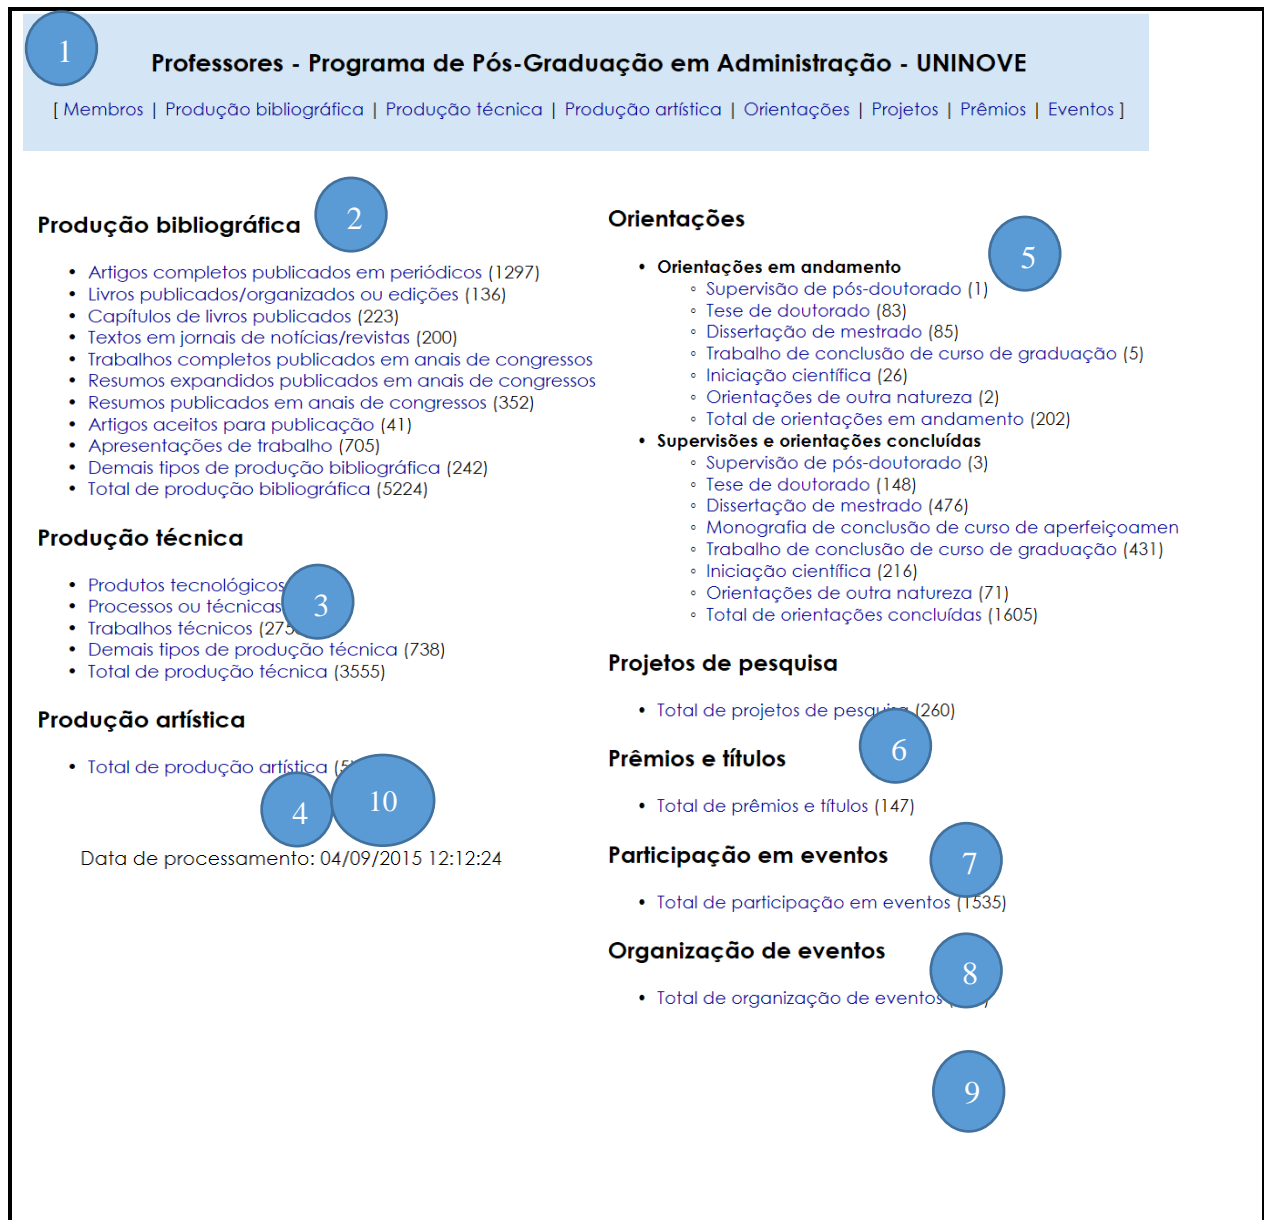 1
Professores - Programa de Pós-Graduação em Administração - UNINOVE
[ Membros | Produção bibliográfica | Produção técnica | Produção artística | Orientações | Projetos | Prêmios | Eventos ]
Produção bibliográfica
2
• Artigos completos publicados em periódicos (1297)
• Livros publicados/organizados ou edições (136)
• Capítulos de livros publicados (223)
• Textos em jornais de notícias/revistas (200)
• Trabalhos completos publicados em anais de congressos
• Resumos expandidos publicados em anais de congressos
• Resumos publicados em anais de congressos (352)
• Artigos aceitos para publicação (41)
• Apresentações de trabalho (705)
• Demais tipos de produção bibliográfica (242)
• Total de produção bibliográfica (5224)
Produção técnica
• Produtos tecnológicos
• Processos ou técnicas
3
• Trabalhos técnicos
• Demais tipos de produção técnica (738)
• Total de produção técnica (3555)
Produção artística
• Total de produção artística
4
10
Data de processamento: 04/09/2015 12:12:24
Orientações
5
• Orientações em andamento
◦ Supervisão de pós-doutorado (1)
◦ Tese de doutorado (83)
◦ Dissertação de mestrado (85)
◦ Trabalho de conclusão de curso de graduação (5)
◦ Iniciação científica (26)
◦ Orientações de outra natureza (2)
◦ Total de orientações em andamento (202)
• Supervisões e orientações concluídas
◦ Supervisão de pós-doutorado (3)
◦ Tese de doutorado (148)
◦ Dissertação de mestrado (476)
◦ Monografia de conclusão de curso de aperfeiçoamen
◦ Trabalho de conclusão de curso de graduação (431)
◦ Iniciação científica (216)
◦ Orientações de outra natureza (71)
◦ Total de orientações concluídas (1605)
Projetos de pesquisa
• Total de projetos de pesquisa (260)
6
Prêmios e títulos
• Total de prêmios e títulos (147)
Participação em eventos
7
• Total de participação em eventos (1535)
Organização de eventos
8
• Total de organização de eventos
9